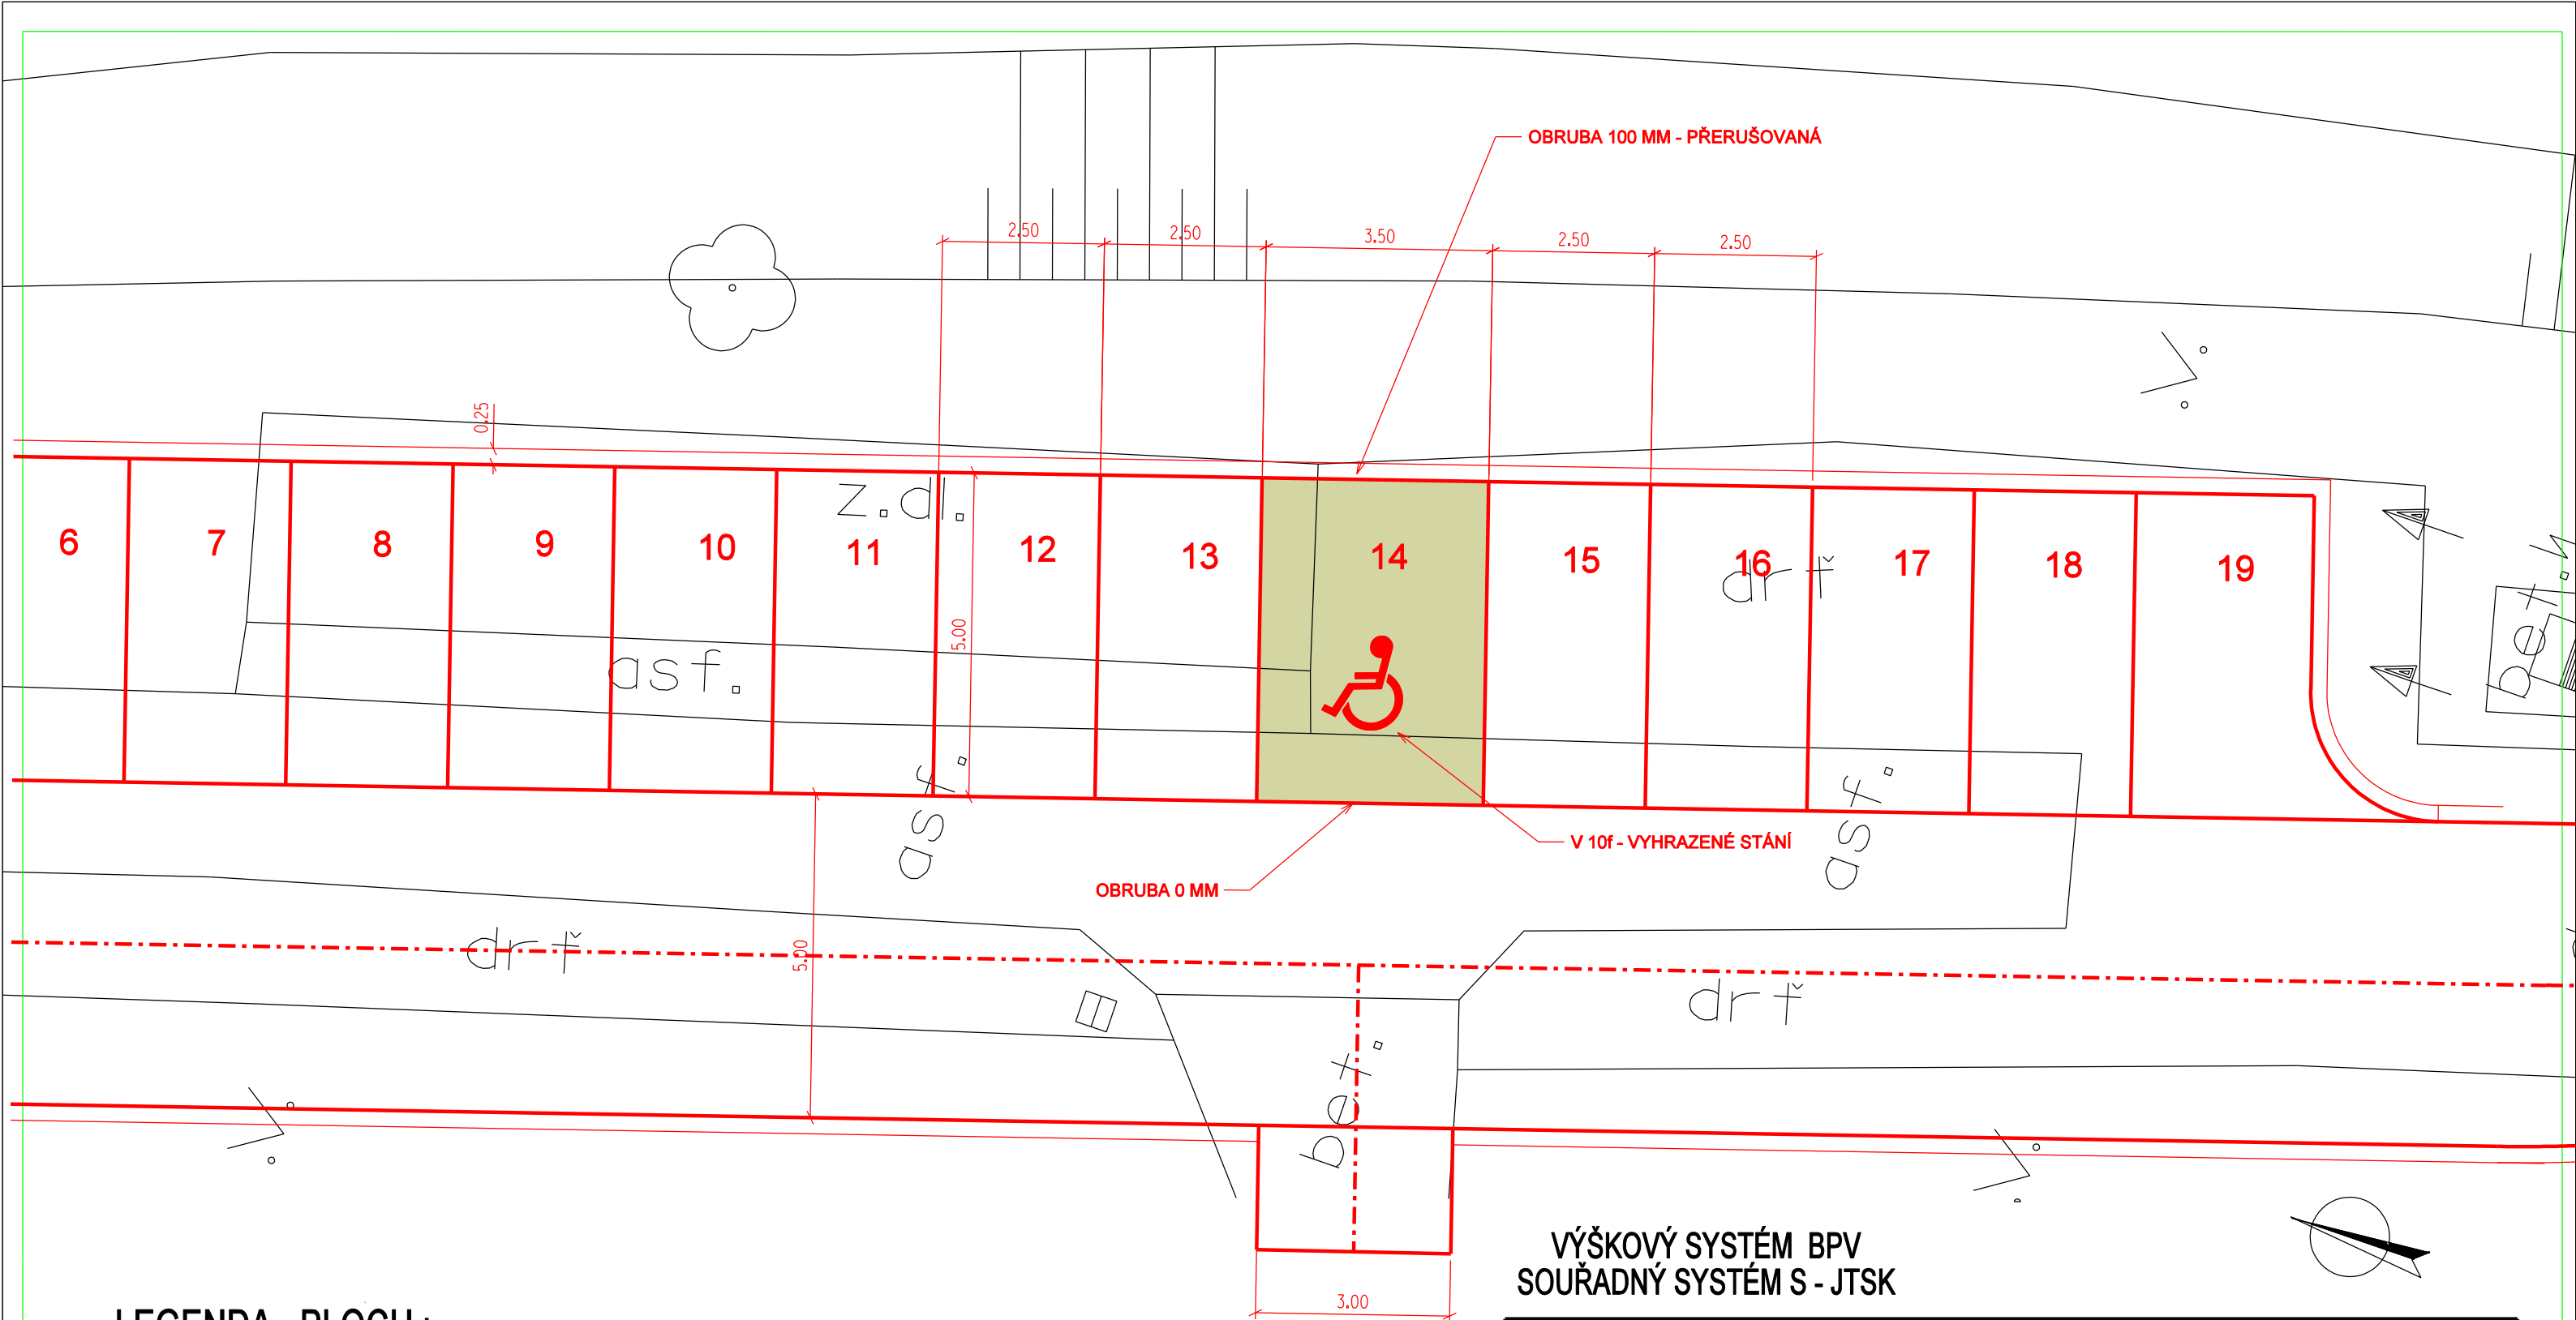 OBRUBA 100 MM - PŘERUŠOVANÁ
2.50
2.50
3.50
2.50
2.50
0.25
z.dl.
6
7
8
9
10
11
12
13
14
15
16
17
18
19
drť
asf.
5.00
Bet.
asf.
asf.
V 10f - VYHRAZENÉ STÁNÍ
OBRUBA 0 MM
drť
5.00
drť
bet.
VÝŠKOVÝ SYSTÉM BPV
SOUŘADNÝ SYSTÉM S - JTSK
3.00
LEGENDA PLOCH :